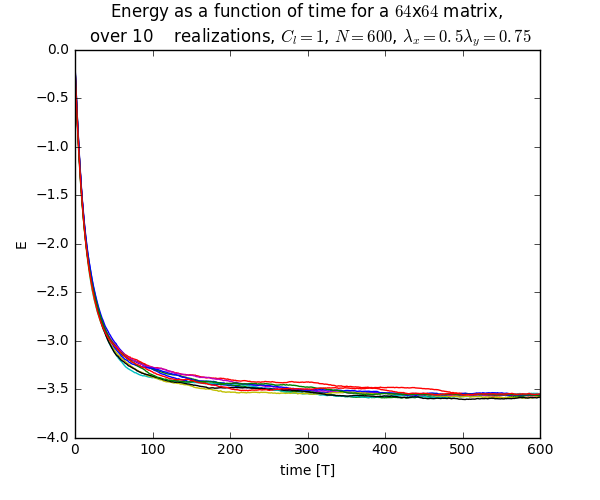 Energy as a function of time for a 64x64 matrix,
over 10 realizations, C_l = 1, N = 600, λ_x = 0.5λ_y = 0.75
0.0
−0.5
−1.0
−1.5
−2.0
−2.5
−3.0
−3.5
−4.0
E
0 100 200 300 400 500 600
time [T]